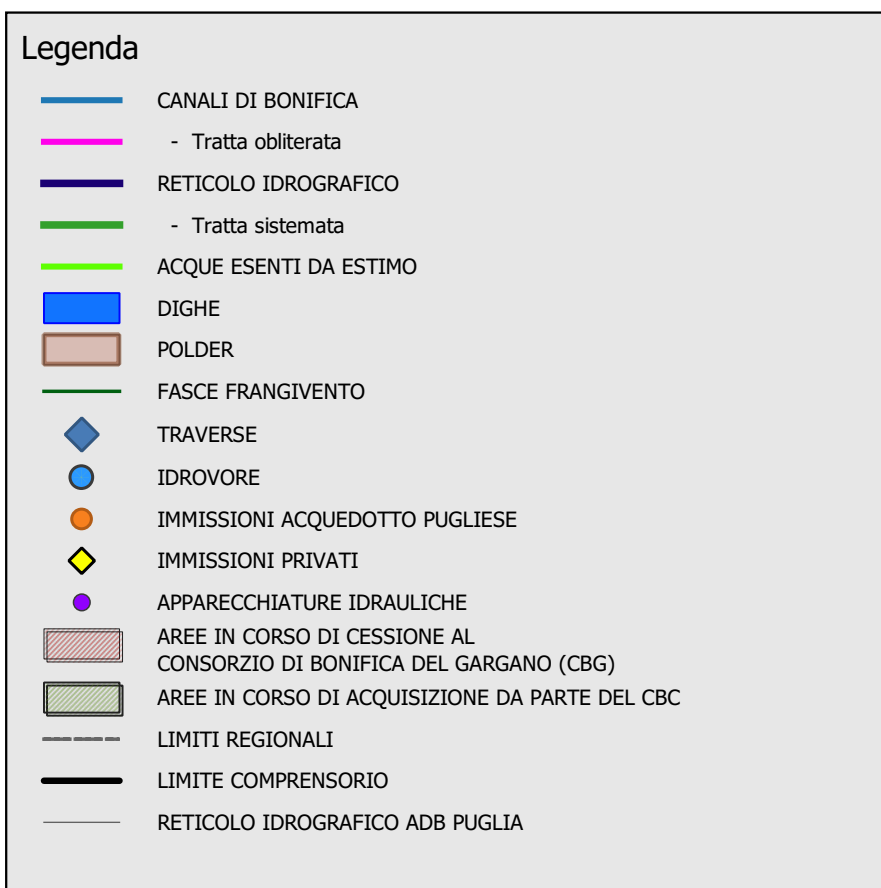 Legenda
CANALI DI BONIFICA
- Tratta obliterata
RETICOLO IDROGRAFICO
- Tratta sistemata
ACQUE ESENTI DA ESTIMO
DIGHE
POLDER
FASCE FRANGIVENTO
TRAVERSE
IDROVORE
IMMISSIONI ACQUEDOTTO PUGLIESE
IMMISSIONI PRIVATI
APPARECCHIATURE IDRAULICHE
AREE IN CORSO DI CESSIONE AL
CONSORZIO DI BONIFICA DEL GARGANO (CBG)
AREE IN CORSO DI ACQUISIZIONE DA PARTE DEL CBC
LIMITI REGIONALI
LIMITE COMPRENSORIO
RETICOLO IDROGRAFICO ADB PUGLIA